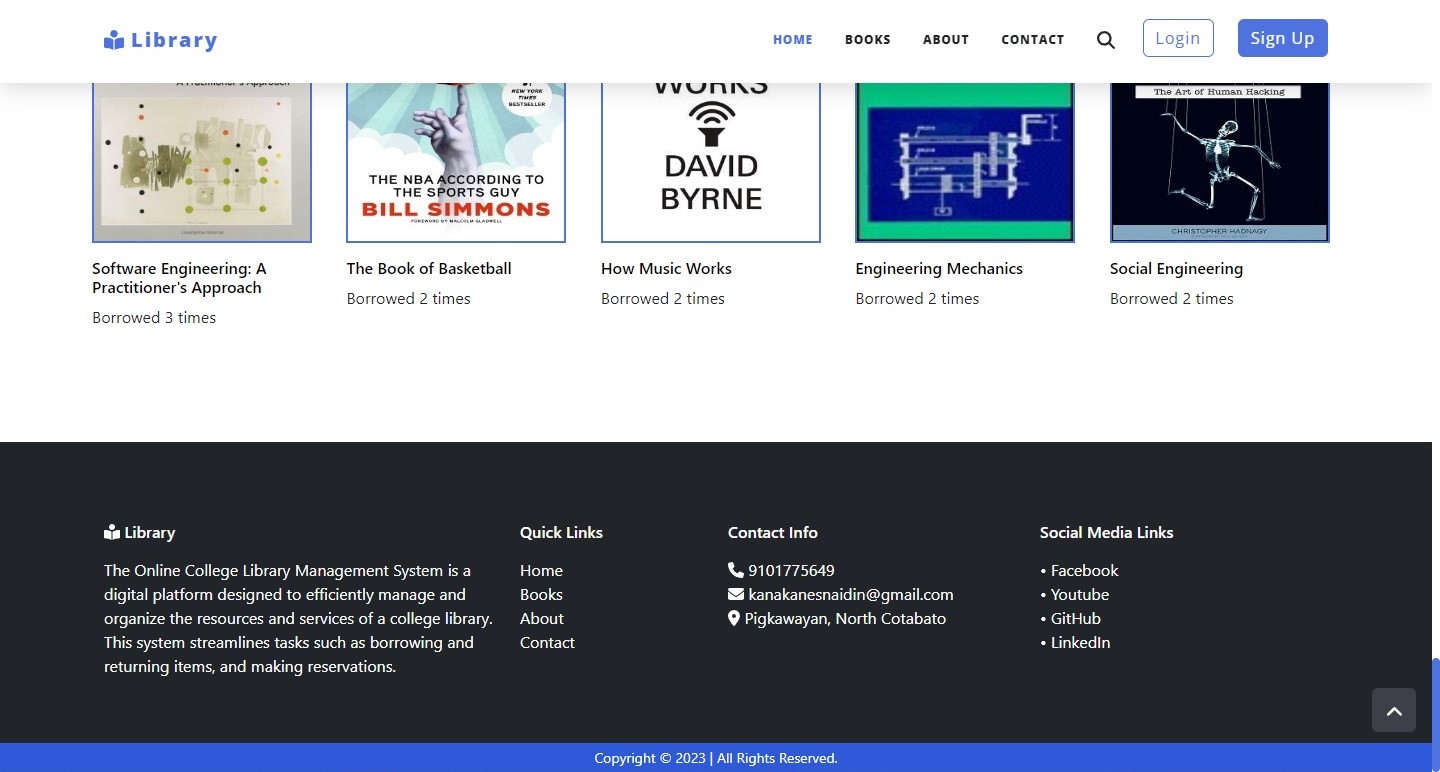 Library
HOME
BOOKS
ABOUT
CONTACT
Login
Sign Up
A Practitioner's Approach
#1
NEW YORK
TIMES
BESTSELLER
THE NBA ACCORDING TO
THE SPORTS GUY
BILL SIMMONS
FOREWORD BY MALCOLM GLADWELL
WORKS
DAVID
BYRNE
The Art of Human Hacking
CHRISTOPHER HADNAGY
Software Engineering: A
Practitioner's Approach
Borrowed 3 times
The Book of Basketball
Borrowed 2 times
How Music Works
Borrowed 2 times
Engineering Mechanics
Borrowed 2 times
Social Engineering
Borrowed 2 times
Library
The Online College Library Management System is a
digital platform designed to efficiently manage and
organize the resources and services of a college library.
This system streamlines tasks such as borrowing and
returning items, and making reservations.
Quick Links
Home
Books
About
Contact
Contact Info
9101775649
kanakanesnaidin@gmail.com
Pigkawayan, North Cotabato
Social Media Links
• Facebook
• Youtube
• GitHub
• LinkedIn
Copyright © 2023 | All Rights Reserved.